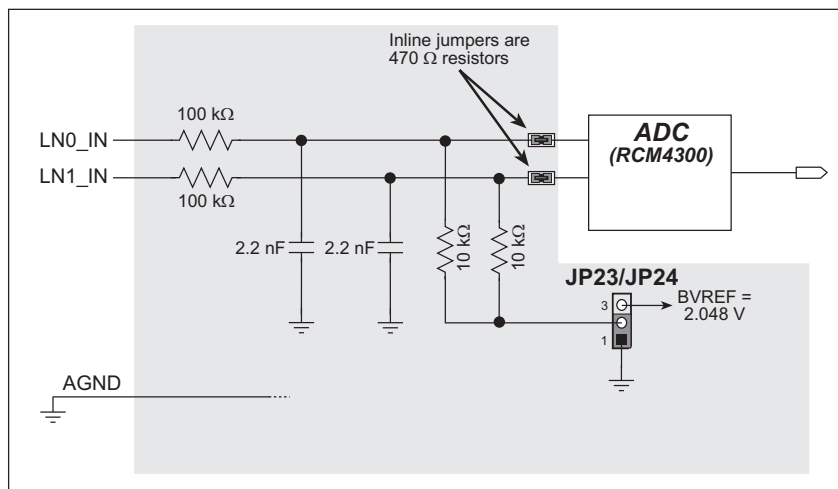 Inline jumpers are
470 Ω resistors
100 kΩ
LN0_IN
LN1_IN
100 kΩ
ADC
(RCM4300)
2.2 nF
2.2 nF
10 kΩ
10 kΩ
JP23/JP24
3
BVREF =
2.048 V
1
AGND